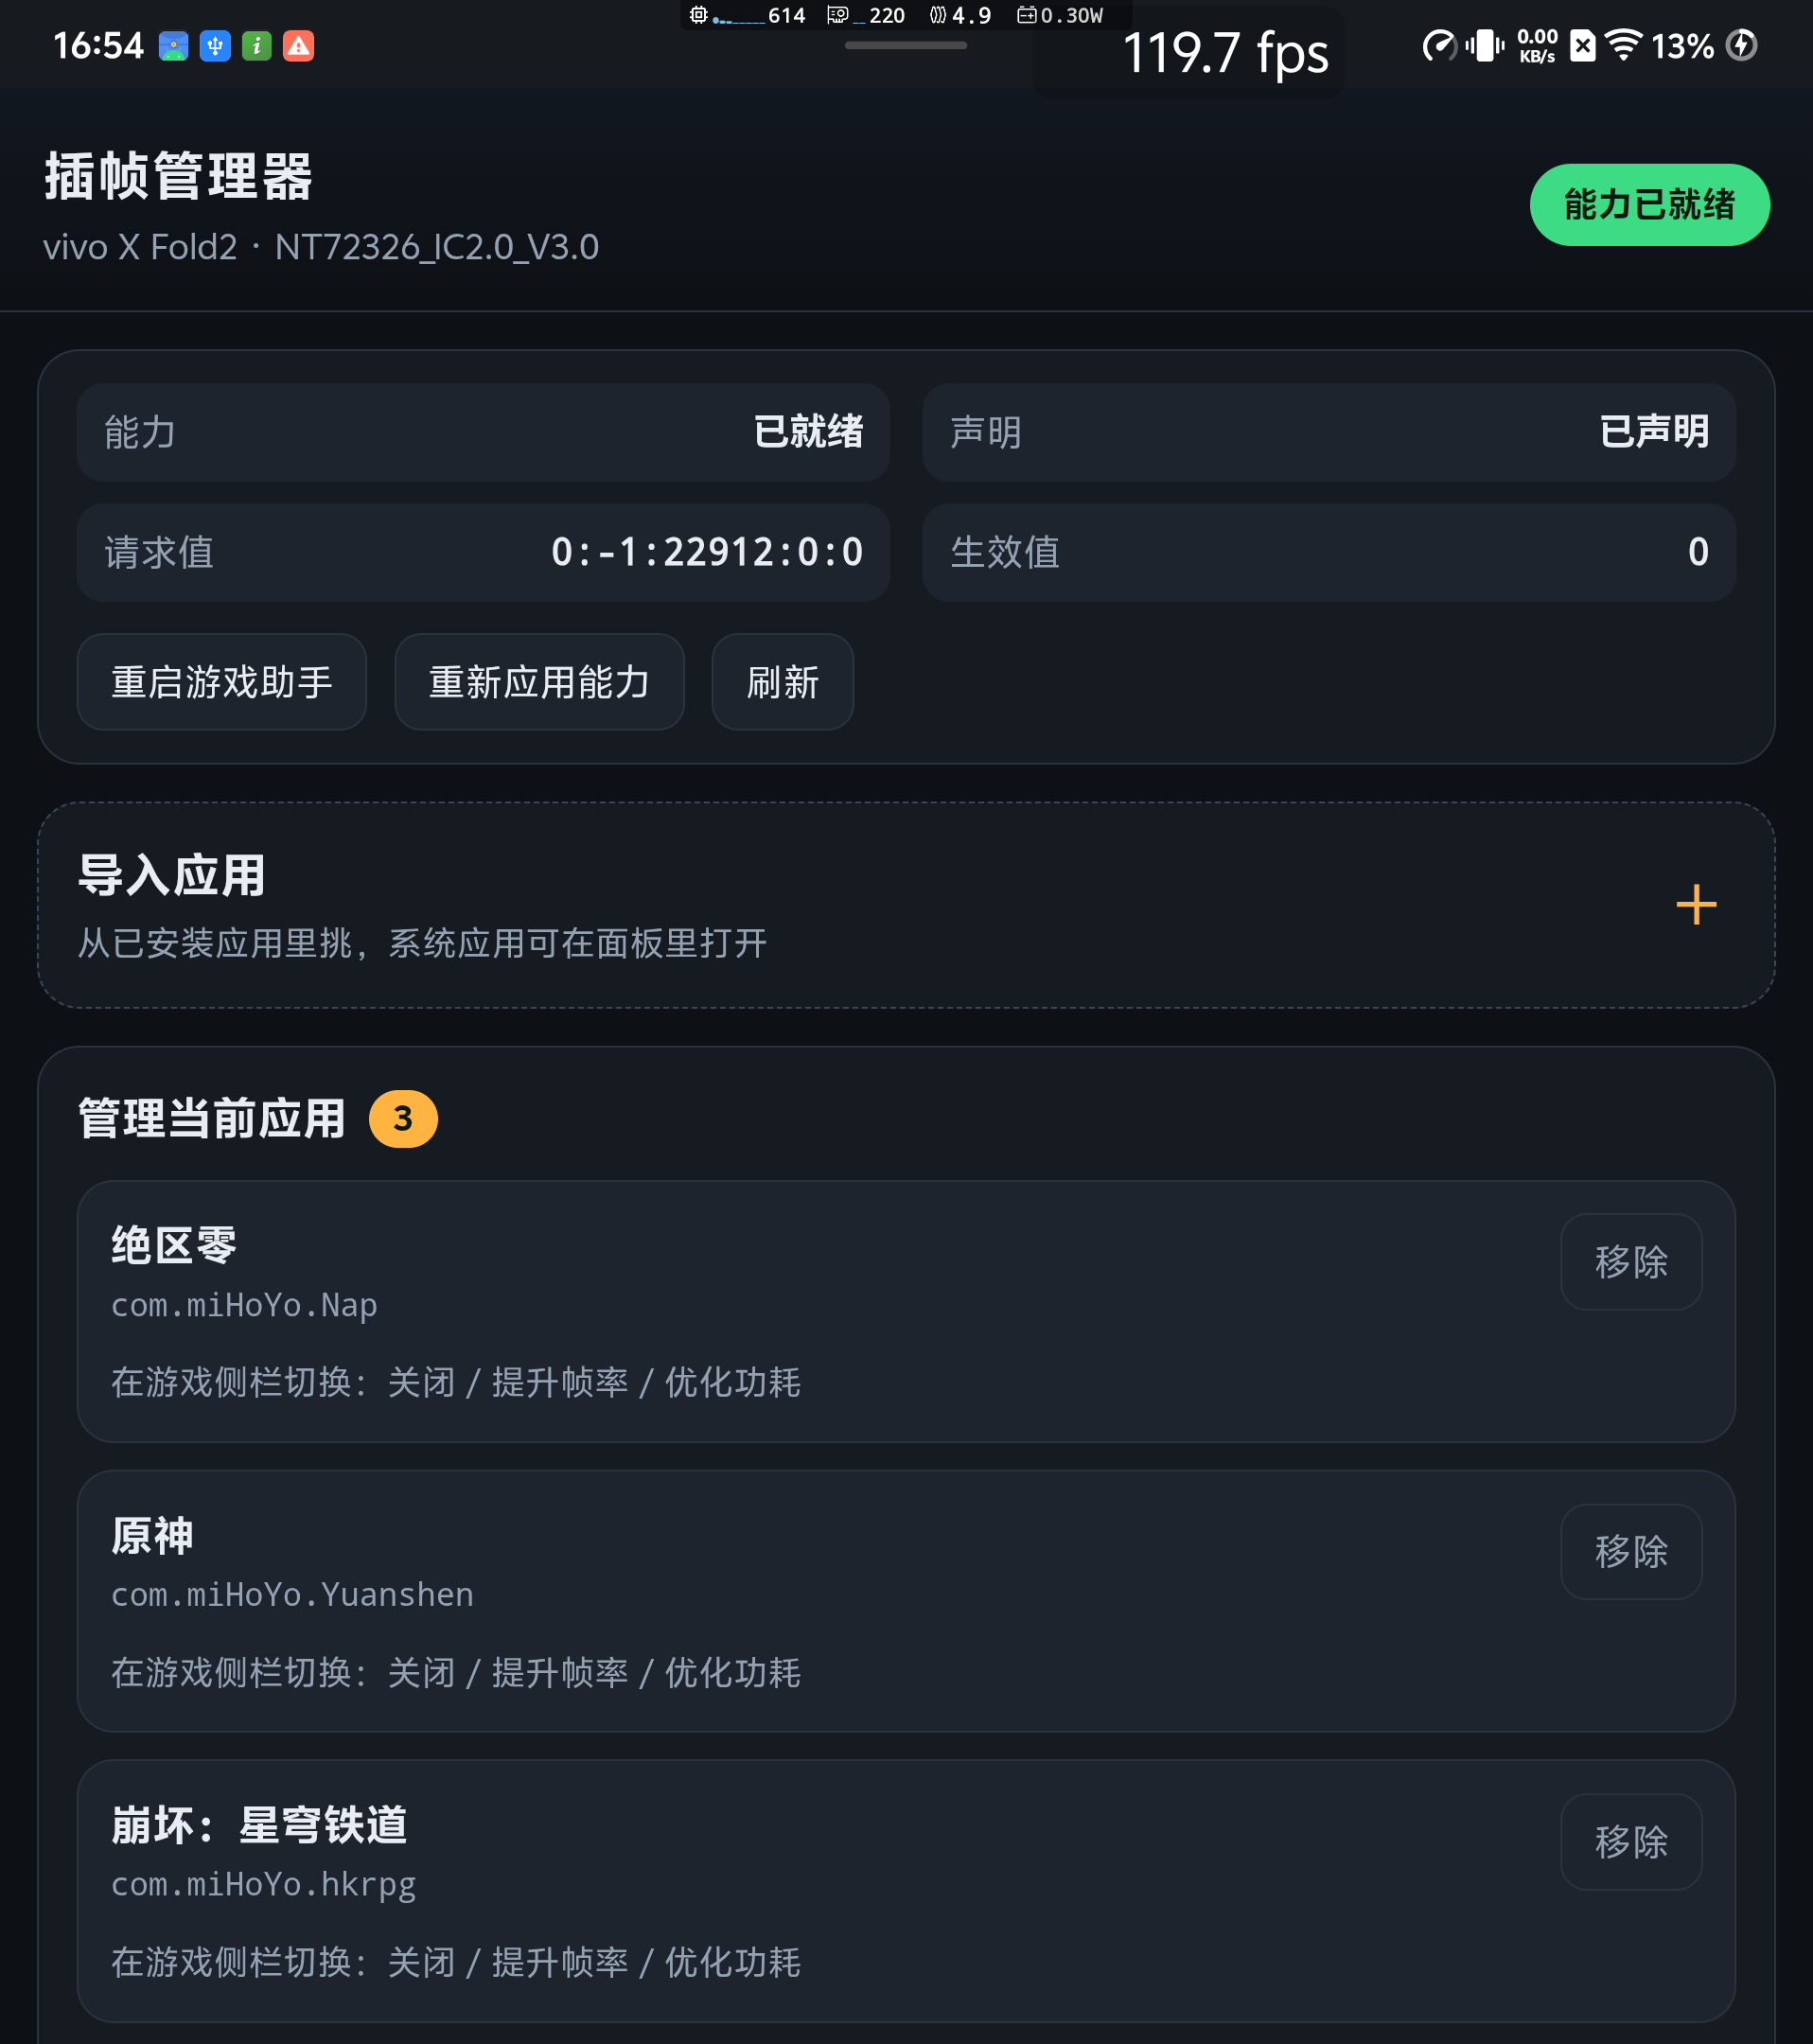 614 220 4.9 0.30W
16:54 119.7 fps 0.00 KB/s 13%
插帧管理器
vivo X Fold2 · NT72326_IC2.0_V3.0
能力已就绪
能力 已就绪
声明 已声明
请求值 0:-1:22912:0:0
生效值 0
重启游戏助手 重新应用能力 刷新
导入应用
从已安装应用里挑，系统应用可在面板里打开
+
管理当前应用 3
绝区零
com.miHoYo.Nap
在游戏侧栏切换：关闭 / 提升帧率 / 优化功耗
移除
原神
com.miHoYo.Yuanshen
在游戏侧栏切换：关闭 / 提升帧率 / 优化功耗
移除
崩坏：星穹铁道
com.miHoYo.hkrpg
在游戏侧栏切换：关闭 / 提升帧率 / 优化功耗
移除